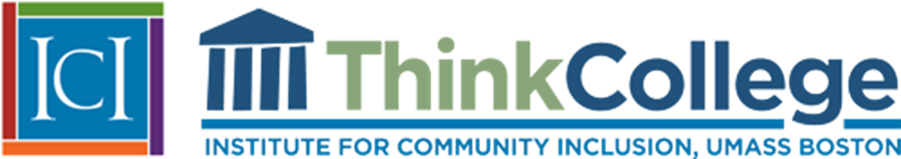 ICI
ThinkCollege
INSTITUTE FOR COMMUNITY INCLUSION, UMASS BOSTON